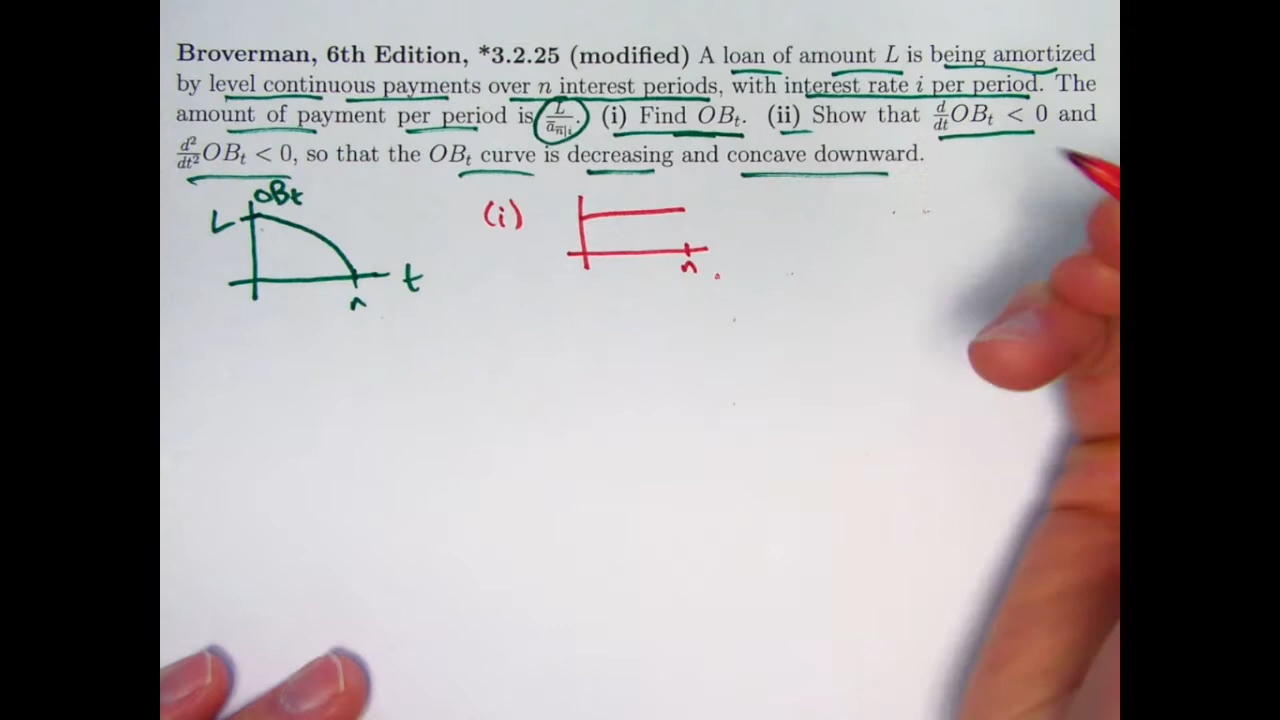 Broverman, 6th Edition, *3.2.25 (modified) A loan of amount L is being amortized
by level continuous payments over n interest periods, with interest rate i per period. The
amount of payment per period is L/ā_{n̅|i}. (i) Find OB_t. (ii) Show that d/dt OB_t < 0 and
d²/dt² OB_t < 0, so that the OB_t curve is decreasing and concave downward.
OBt
L
t
n
(i)
n